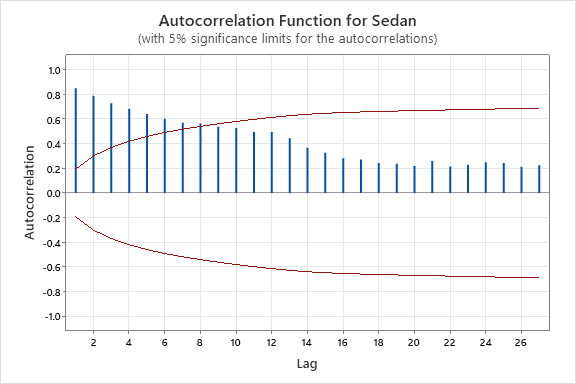 Autocorrelation Function for Sedan
(with 5% significance limits for the autocorrelations)
Autocorrelation
1.0
0.8
0.6
0.4
0.2
0.0
-0.2
-0.4
-0.6
-0.8
-1.0
2 4 6 8 10 12 14 16 18 20 22 24 26
Lag